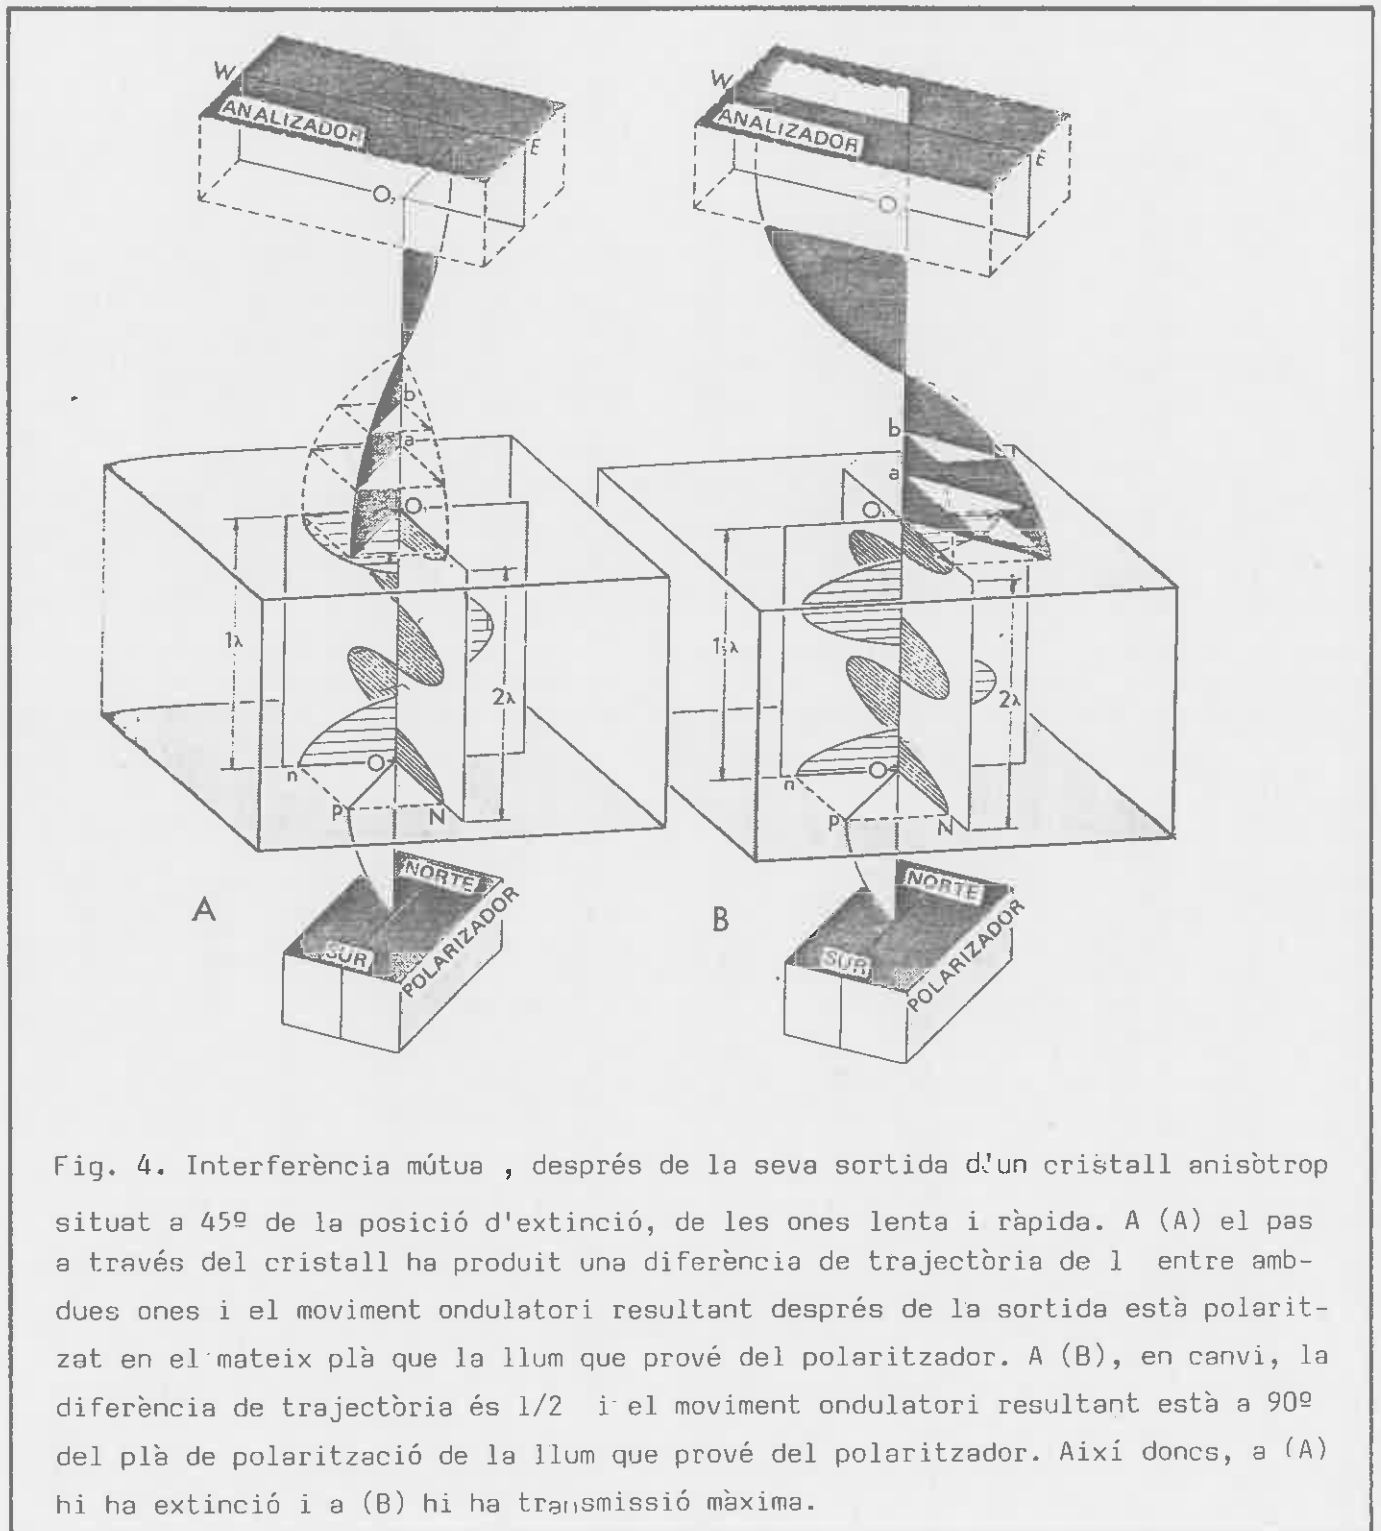 W
ANALIZADOR
E
O₂
b
a
O₁
1λ
2λ
n
O
P
N
NORTE
SUR
POLARIZADOR
A
W
ANALIZADOR
E
O
b
a
O₁
2λ
n
O
P
N
NORTE
SUR
POLARIZADOR
B
Fig. 4. Interferència mútua , després de la seva sortida d'un cristall anisòtrop
situat a 45º de la posició d'extinció, de les ones lenta i ràpida. A (A) el pas
a través del cristall ha produit una diferència de trajectòria de l entre amb-
dues ones i el moviment ondulatori resultant després de la sortida està polarit-
zat en el mateix plà que la llum que prové del polaritzador. A (B), en canvi, la
diferència de trajectòria és 1/2 i el moviment ondulatori resultant està a 90º
del plà de polarització de la llum que prové del polaritzador. Així doncs, a (A)
hi ha extinció i a (B) hi ha transmissió màxima.